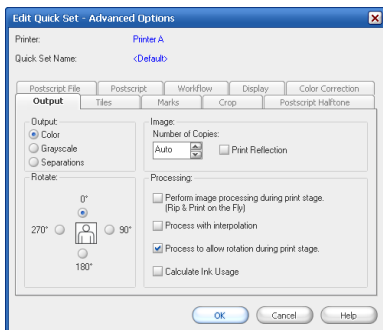 Edit Quick Set - Advanced Options
Printer: Printer A
Quick Set Name: <Default>
Postscript File Postscript Workflow Display Color Correction
Output Tiles Marks Crop Postscript Halftone
Output:
Color
Grayscale
Separations
Image:
Number of Copies:
Auto Print Reflection
Rotate:
0°
270° 90°
180°
Processing:
Perform image processing during print stage.
(Rip & Print on the Fly)
Process with interpolation
Process to allow rotation during print stage.
Calculate Ink Usage
OK Cancel Help